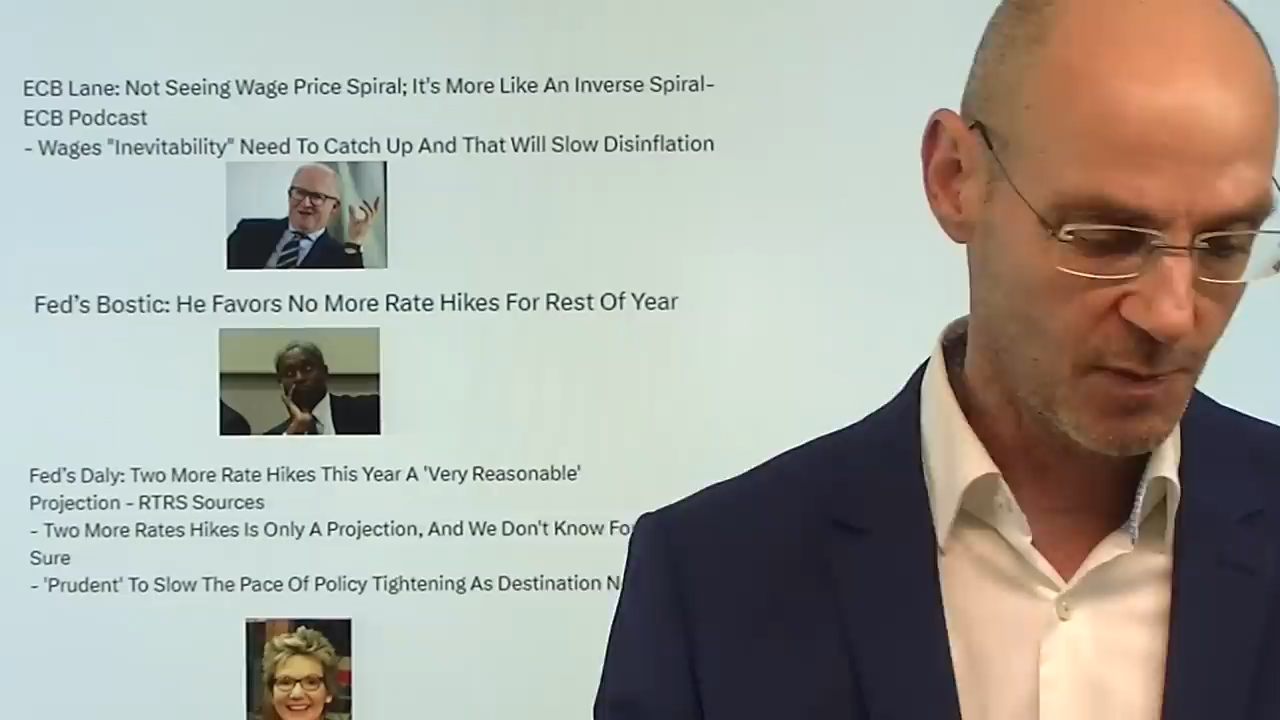 ECB Lane: Not Seeing Wage Price Spiral; It's More Like An Inverse Spiral-
ECB Podcast
- Wages "Inevitability" Need To Catch Up And That Will Slow Disinflation
Fed's Bostic: He Favors No More Rate Hikes For Rest Of Year
Fed's Daly: Two More Rate Hikes This Year A 'Very Reasonable'
Projection - RTRS Sources
- Two More Rates Hikes Is Only A Projection, And We Don't Know
Sure
- 'Prudent' To Slow The Pace Of Policy Tightening As Destination